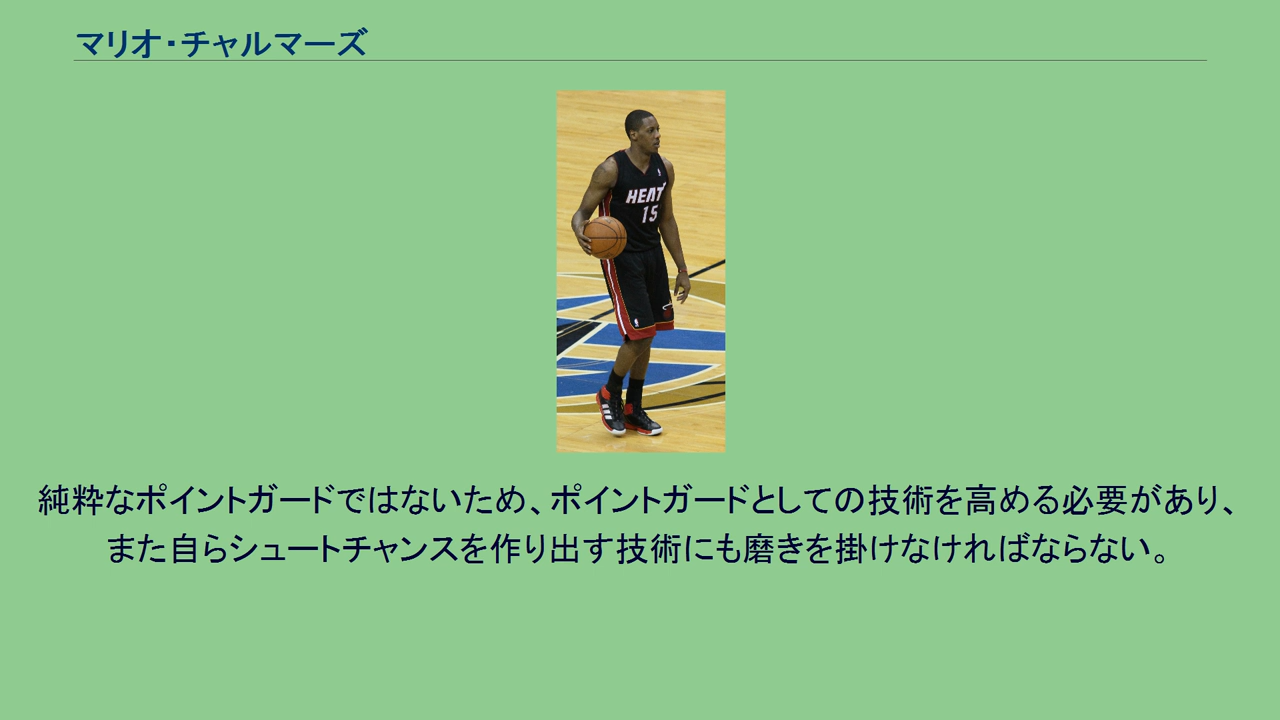 マリオ・チャルマーズ
HEAT
15
純粋なポイントガードではないため、ポイントガードとしての技術を高める必要があり、
また自らシュートチャンスを作り出す技術にも磨きを掛けなければならない。